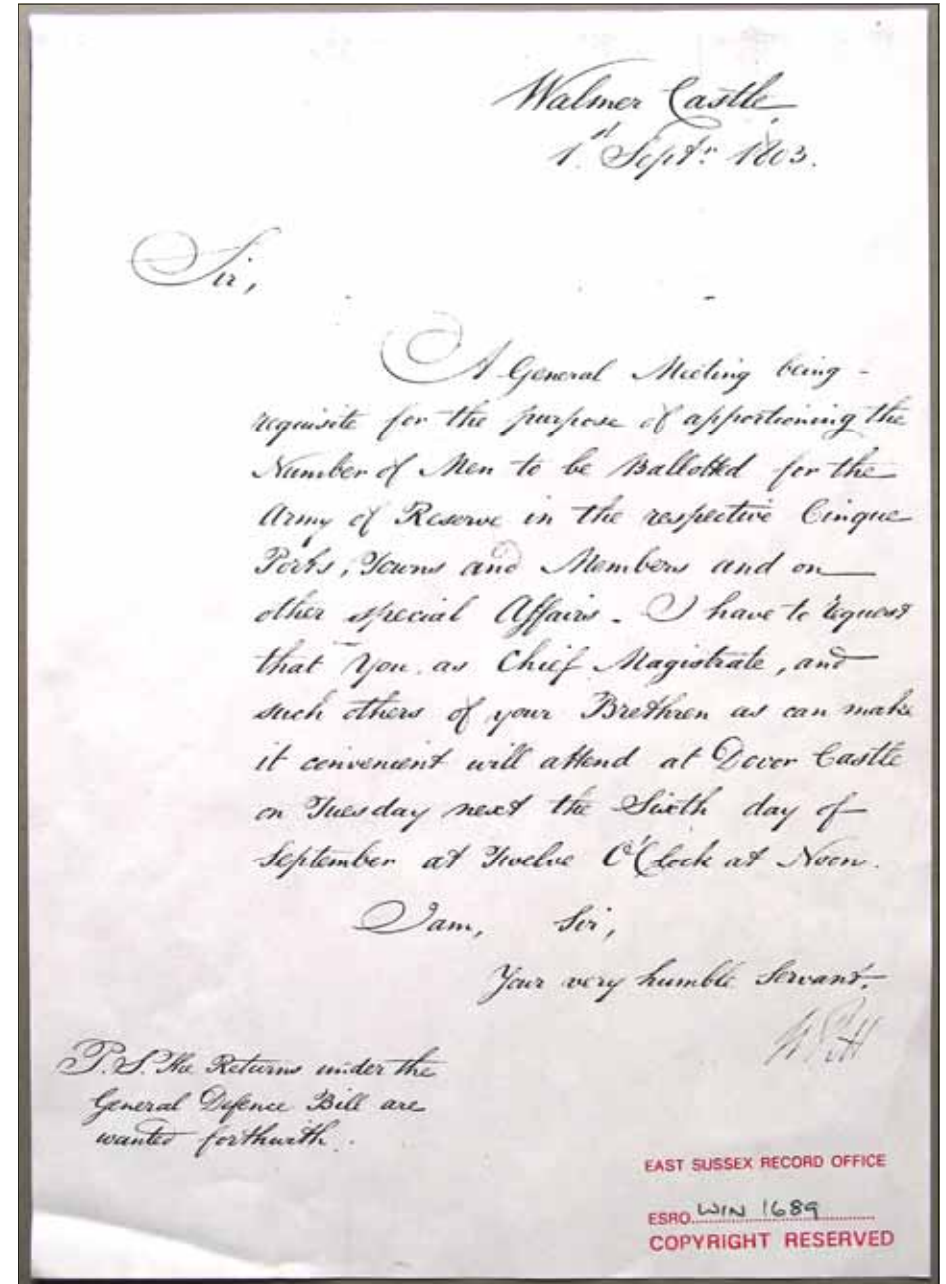 Walmer Castle
1st Septr. 1803.
Sir,
A General Meeting being -
requisite for the purpose of apportioning the
Number of Men to be Ballotted for the
Army of Reserve in the respective Cinque
Ports, Towns and Members and on
other special Affairs - I have to request
that You, as Chief Magistrate, and
such others of your Brethren as can make
it convenient will attend at Dover Castle
on Tuesday next the Sixth day of
September at Twelve O'Clock at Noon.
I am, Sir,
Your very humble Servant.
W Pitt
P.S. The Returns under the
General Defence Bill are
wanted forthwith.
EAST SUSSEX RECORD OFFICE
ESRO WIN 1689
COPYRIGHT RESERVED